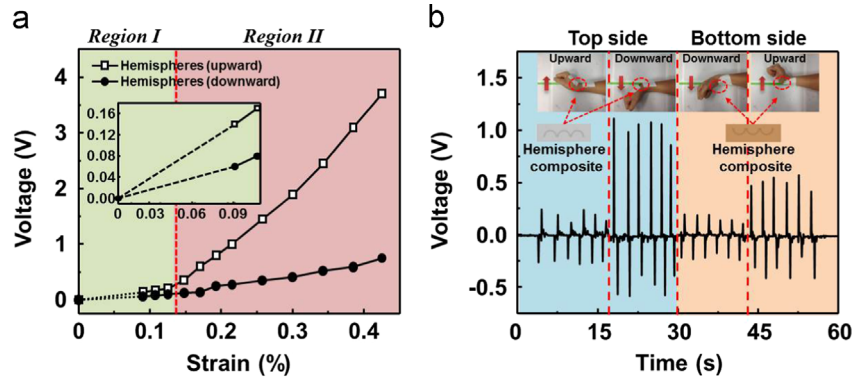 a
Region I
Region II
Hemispheres (upward)
Hemispheres (downward)
Voltage (V)
4
3
2
1
0
0.16
0.12
0.08
0.04
0.00
0
0.03
0.06
0.09
0
0.1
0.2
0.3
0.4
Strain (%)
b
Top side
Bottom side
Upward
Downward
Downward
Upward
Hemisphere
composite
Hemisphere
composite
Voltage (V)
1.5
1.0
0.5
0.0
-0.5
0
15
30
45
60
Time (s)